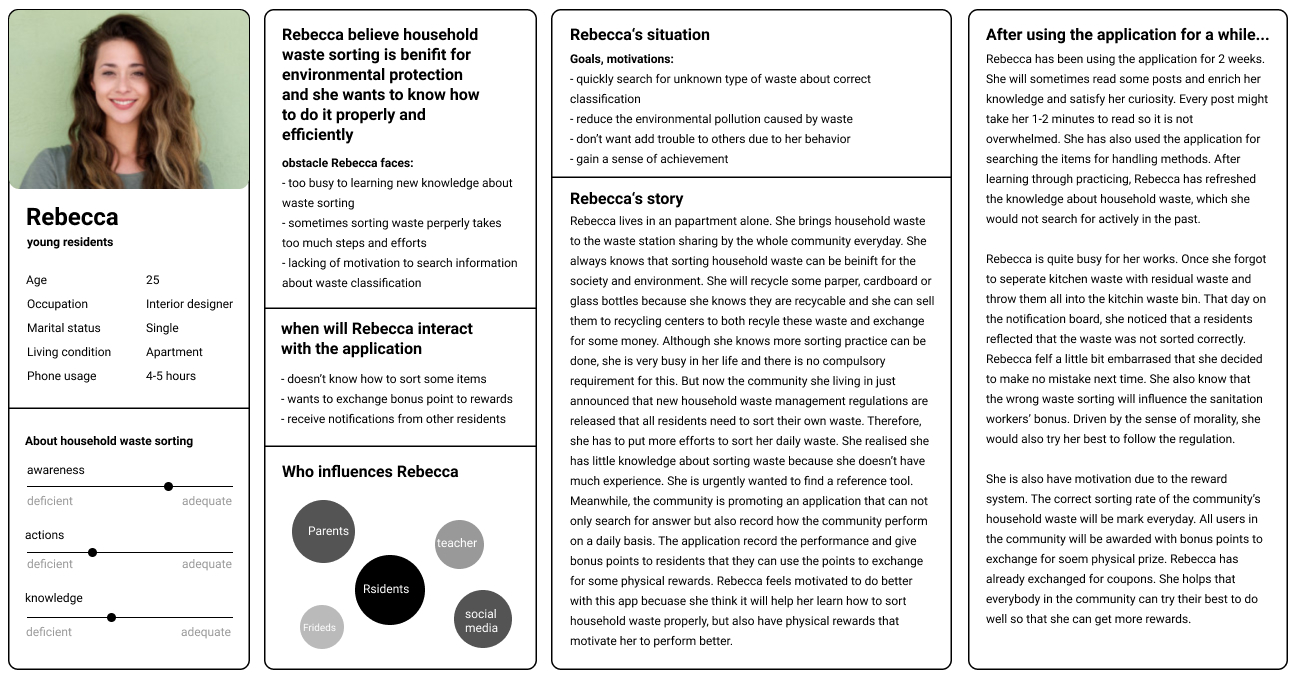 Rebecca
young residents
Age 25
Occupation Interior designer
Marital status Single
Living condition Apartment
Phone usage 4-5 hours
About household waste sorting
awareness
deficient adequate
actions
deficient adequate
knowledge
deficient adequate
Rebecca believe household
waste sorting is benifit for
environmental protection
and she wants to know how
to do it properly and
efficiently
obstacle Rebecca faces:
- too busy to learning new knowledge about
waste sorting
- sometimes sorting waste perperly takes
too much steps and efforts
- lacking of motivation to search information
about waste classification
when will Rebecca interact
with the application
- doesn't know how to sort some items
- wants to exchange bonus point to rewards
- receive notifications from other residents
Who influences Rebecca
Parents
teacher
Rsidents
Frideds
social
media
Rebecca‘s situation
Goals, motivations:
- quickly search for unknown type of waste about correct
classification
- reduce the environmental pollution caused by waste
- don't want add trouble to others due to her behavior
- gain a sense of achievement
Rebecca‘s story
Rebecca lives in an papartment alone. She brings household waste
to the waste station sharing by the whole community everyday. She
always knows that sorting household waste can be beinift for the
society and environment. She will recycle some parper, cardboard or
glass bottles because she knows they are recycable and she can sell
them to recycling centers to both recyle these waste and exchange
for some money. Although she knows more sorting practice can be
done, she is very busy in her life and there is no compulsory
requirement for this. But now the community she living in just
announced that new household waste management regulations are
released that all residents need to sort their own waste. Therefore,
she has to put more efforts to sort her daily waste. She realised she
has little knowledge about sorting waste because she doesn't have
much experience. She is urgently wanted to find a reference tool.
Meanwhile, the community is promoting an application that can not
only search for answer but also record how the community perform
on a daily basis. The application record the performance and give
bonus points to residents that they can use the points to exchange
for some physical rewards. Rebecca feels motivated to do better
with this app becuase she think it will help her learn how to sort
household waste properly, but also have physical rewards that
motivate her to perform better.
After using the application for a while...
Rebecca has been using the application for 2 weeks.
She will sometimes read some posts and enrich her
knowledge and satisfy her curiosity. Every post might
take her 1-2 minutes to read so it is not
overwhelmed. She has also used the application for
searching the items for handling methods. After
learning through practicing, Rebecca has refreshed
the knowledge about household waste, which she
would not search for actively in the past.
Rebecca is quite busy for her works. Once she forgot
to seperate kitchen waste with residual waste and
throw them all into the kitchin waste bin. That day on
the notification board, she noticed that a residents
reflected that the waste was not sorted correctly.
Rebecca felf a little bit embarrased that she decided
to make no mistake next time. She also know that
the wrong waste sorting will influence the sanitation
workers' bonus. Driven by the sense of morality, she
would also try her best to follow the regulation.
She is also have motivation due to the reward
system. The correct sorting rate of the community's
household waste will be mark everyday. All users in
the community will be awarded with bonus points to
exchange for soem physical prize. Rebecca has
already exchanged for coupons. She helps that
everybody in the community can try their best to do
well so that she can get more rewards.